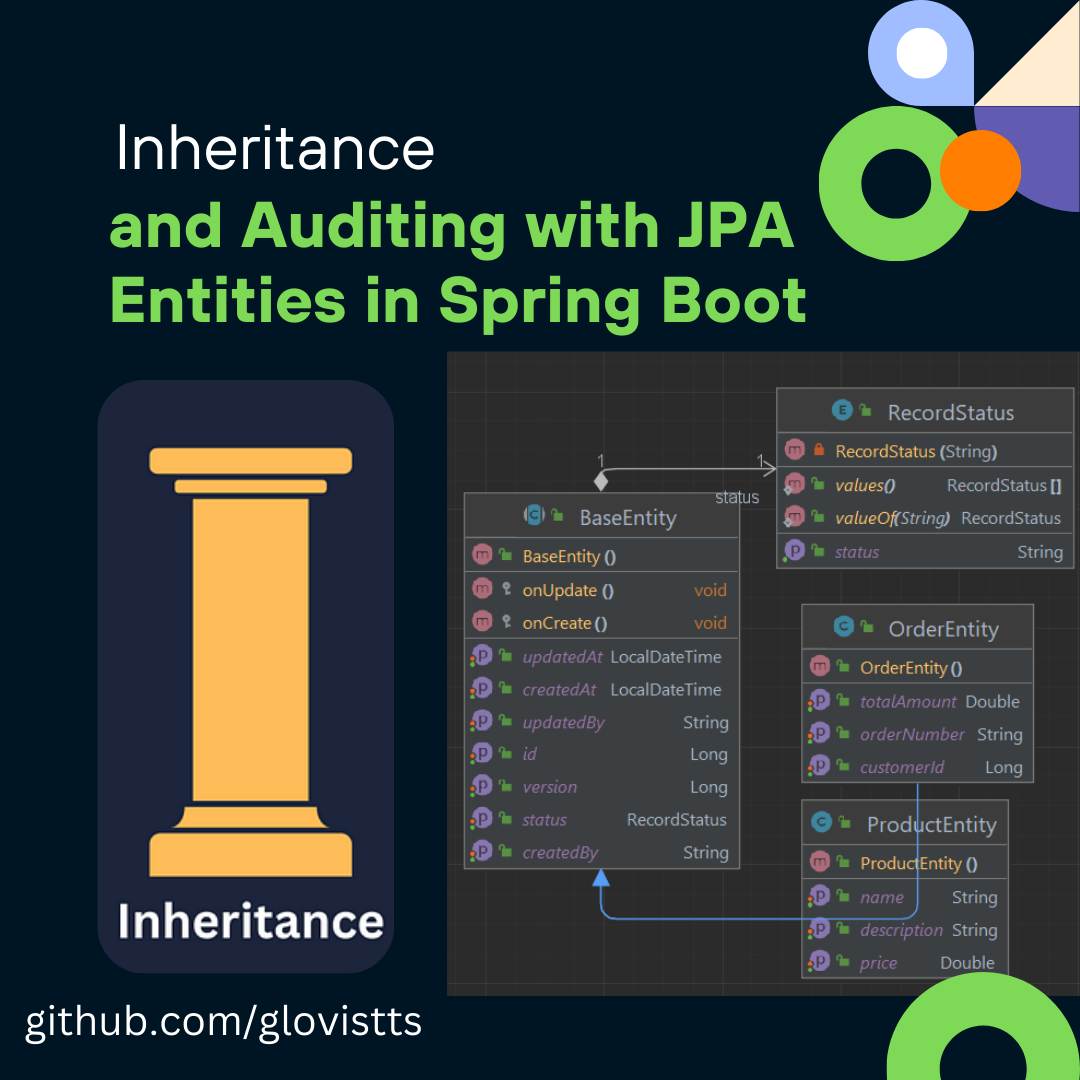 Inheritance
and Auditing with JPA
Entities in Spring Boot
Inheritance
1
1
status
BaseEntity
BaseEntity ()
onUpdate () void
onCreate () void
updatedAt LocalDateTime
createdAt LocalDateTime
updatedBy String
id Long
version Long
status RecordStatus
createdBy String
E RecordStatus
RecordStatus (String)
values() RecordStatus []
valueOf(String) RecordStatus
status String
OrderEntity
OrderEntity ()
totalAmount Double
orderNumber String
customerId Long
ProductEntity
ProductEntity ()
name String
description String
price Double
github.com/glovistts